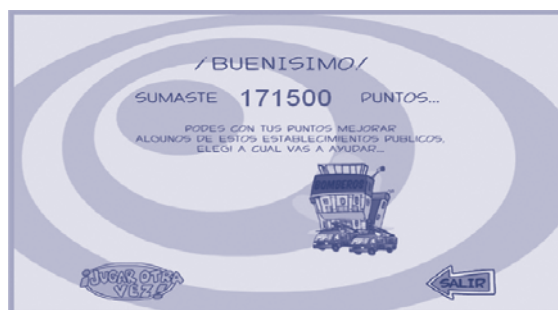 ¡BUENISIMO!
SUMASTE 171500 PUNTOS...
PODES CON TUS PUNTOS MEJORAR
ALGUNOS DE ESTOS ESTABLECIMIENTOS PUBLICOS,
ELEGI A CUAL VAS A AYUDAR...
BOMBEROS
¡JUGAR OTRA
VEZ!
SALIR